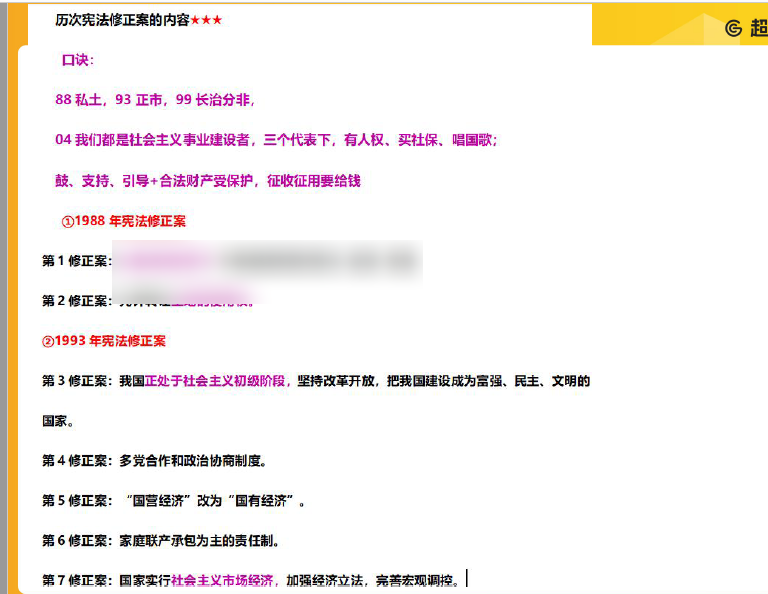 历次宪法修正案的内容★★★
超
口诀：
88 私土，93 正市，99 长治分非，
04 我们都是社会主义事业建设者，三个代表下，有人权、买社保、唱国歌；
鼓、支持、引导+合法财产受保护，征收征用要给钱
①1988 年宪法修正案
第 1 修正案：
第 2 修正案：
②1993 年宪法修正案
第 3 修正案：我国正处于社会主义初级阶段，坚持改革开放，把我国建设成为富强、民主、文明的
国家。
第 4 修正案：多党合作和政治协商制度。
第 5 修正案：“国营经济”改为“国有经济”。
第 6 修正案：家庭联产承包为主的责任制。
第 7 修正案：国家实行社会主义市场经济，加强经济立法，完善宏观调控。